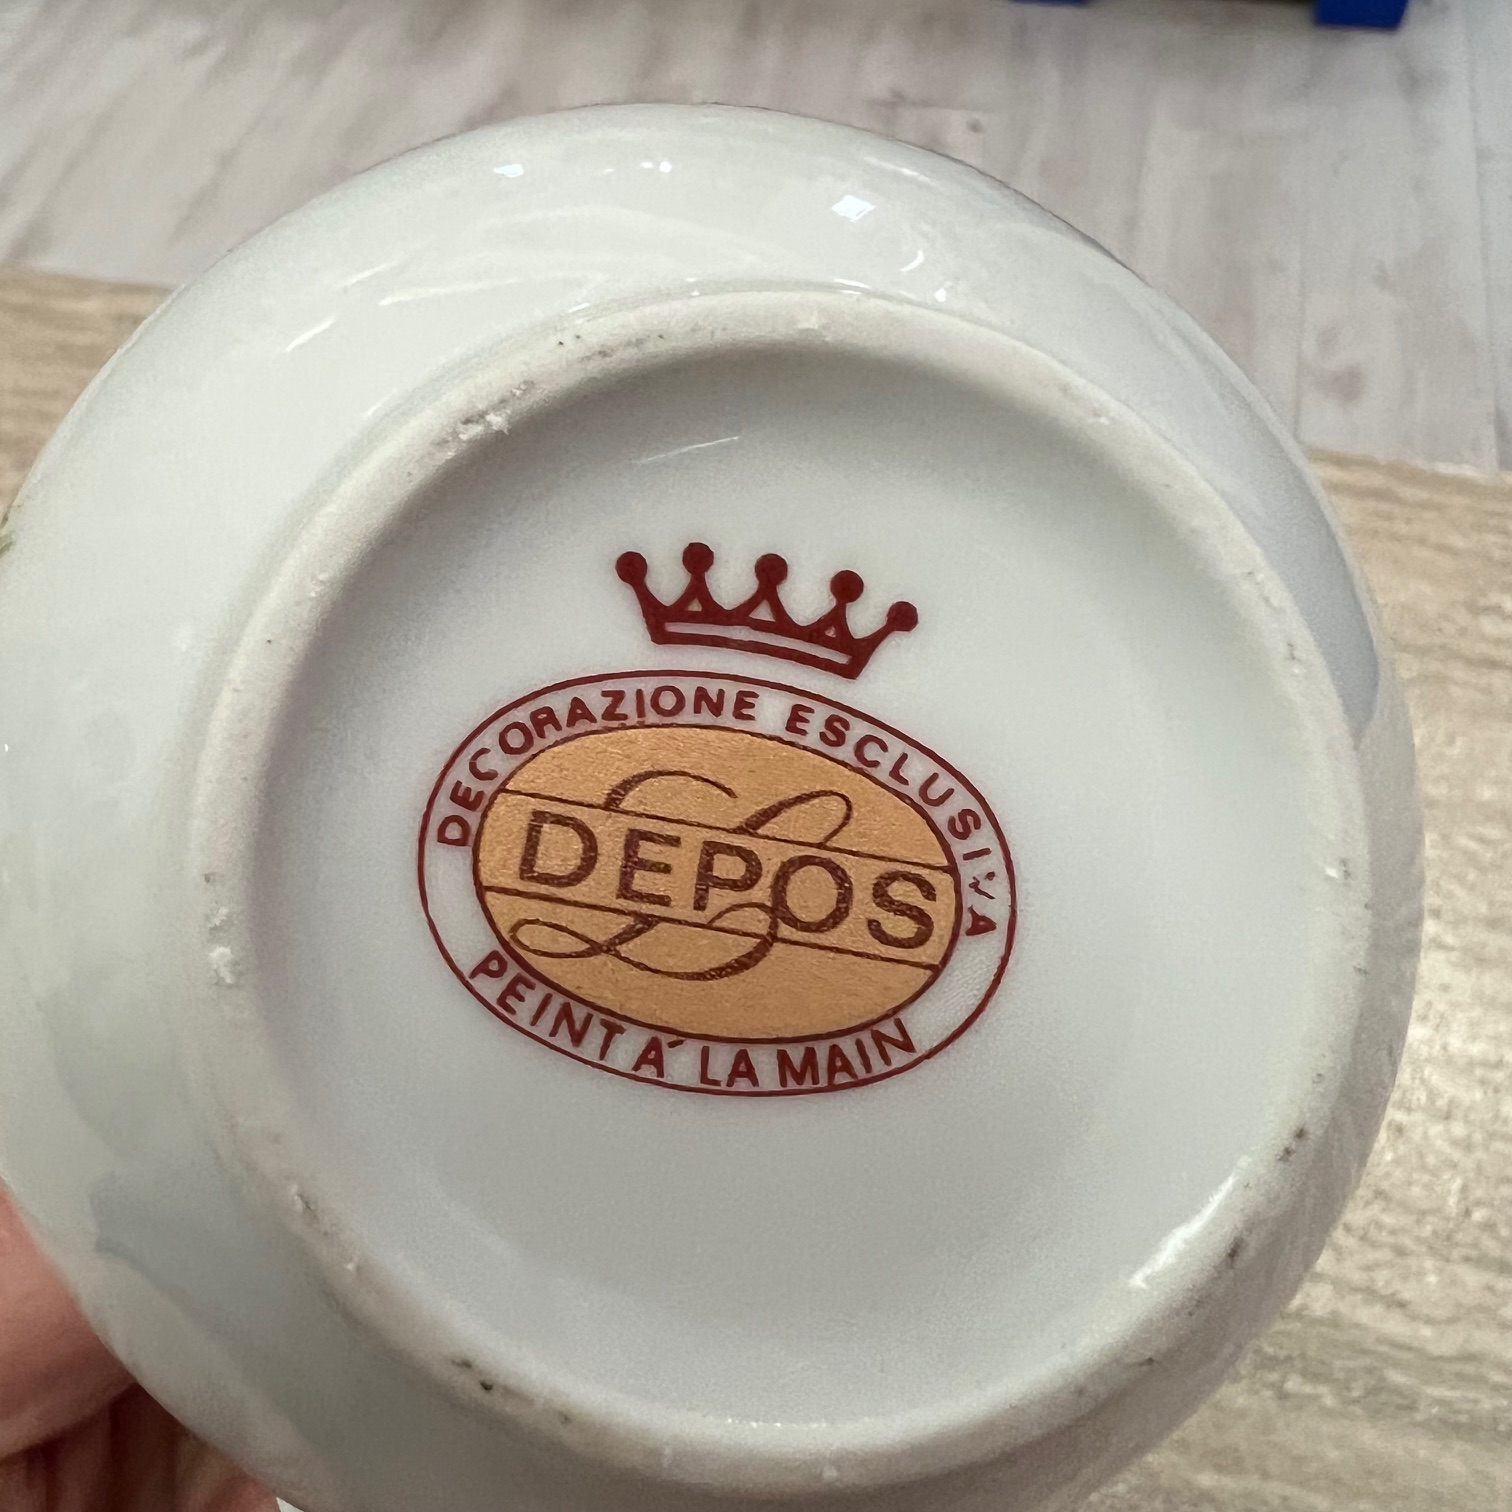 DECORAZIONE ESCLUSIVA
DEPOS
PEINT Á LA MAIN